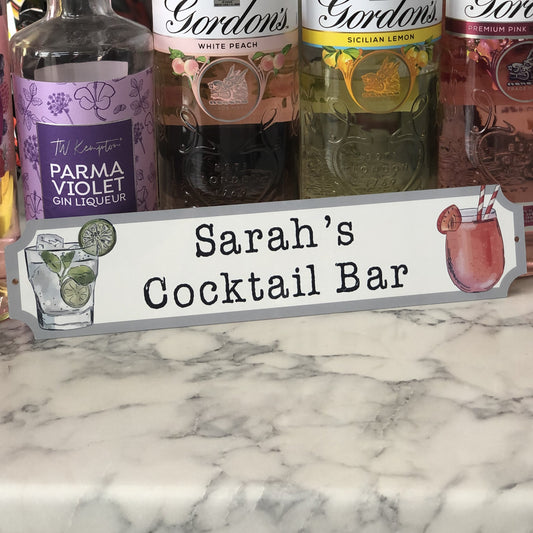 Gordon's
WHITE PEACH
Gordon's
SICILIAN LEMON
PREMIUM PINK
TW Kempton
PARMA
VIOLET
GIN LIQUEUR
Sarah's
Cocktail Bar